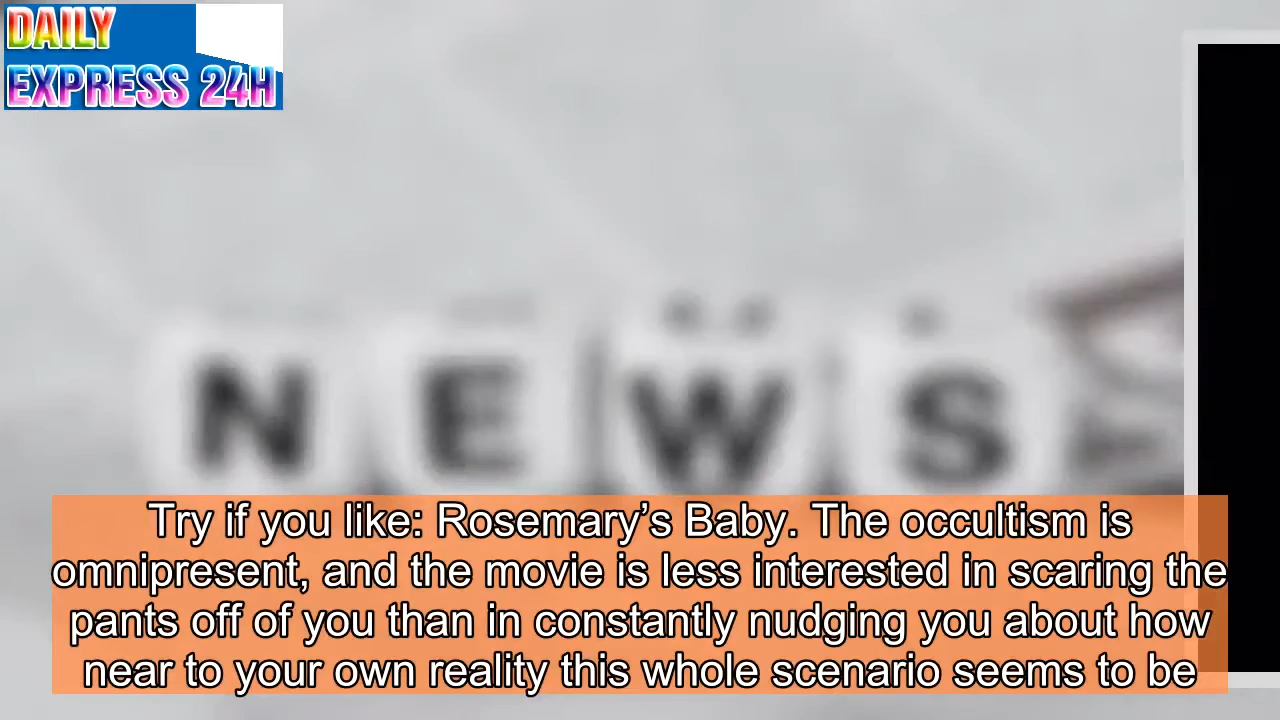 DAILY
EXPRESS 24H
NEWS
Try if you like: Rosemary’s Baby. The occultism is
omnipresent, and the movie is less interested in scaring the
pants off of you than in constantly nudging you about how
near to your own reality this whole scenario seems to be